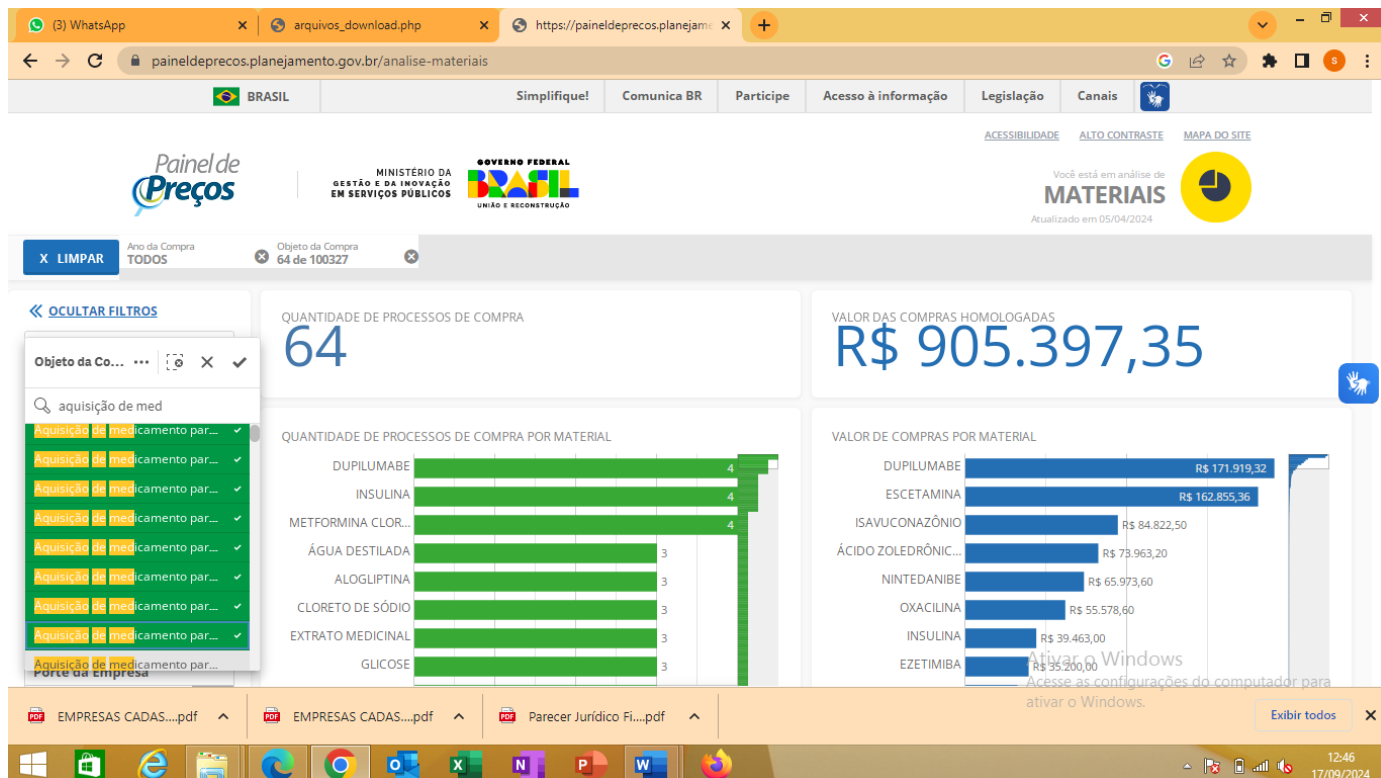 (3) WhatsApp
arquivos_download.php
https://paineldeprecos.planejame
paineldeprecos.planejamento.gov.br/analise-materiais
BRASIL
Simplifique!
Comunica BR
Participe
Acesso à informação
Legislação
Canais
ACESSIBILIDADE
ALTO CONTRASTE
MAPA DO SITE
Painel de
Preços
MINISTÉRIO DA
GESTÃO E DA INOVAÇÃO
EM SERVIÇOS PÚBLICOS
GOVERNO FEDERAL
BRASIL
UNIÃO E RECONSTRUÇÃO
Você está em análise de
MATERIAIS
Atualizado em 05/04/2024
X LIMPAR
Ano da Compra
TODOS
Objeto da Compra
64 de 100327
OCULTAR FILTROS
Objeto da Co...
aquisição de med
Aquisição de medicamento par...
Aquisição de medicamento par...
Aquisição de medicamento par...
Aquisição de medicamento par...
Aquisição de medicamento par...
Aquisição de medicamento par...
Aquisição de medicamento par...
Aquisição de medicamento par...
Aquisição de medicamento par...
Porte da Empresa
QUANTIDADE DE PROCESSOS DE COMPRA
64
VALOR DAS COMPRAS HOMOLOGADAS
R$ 905.397,35
QUANTIDADE DE PROCESSOS DE COMPRA POR MATERIAL
DUPILUMABE 4
INSULINA 4
METFORMINA CLOR... 4
ÁGUA DESTILADA 3
ALOGLIPTINA 3
CLORETO DE SÓDIO 3
EXTRATO MEDICINAL 3
GLICOSE 3
VALOR DE COMPRAS POR MATERIAL
DUPILUMABE R$ 171.919,32
ESCETAMINA R$ 162.855,36
ISAVUCONAZÔNIO R$ 84.822,50
ÁCIDO ZOLEDRÔNIC... R$ 73.963,20
NINTEDANIBE R$ 65.973,60
OXACILINA R$ 55.578,60
INSULINA R$ 39.463,00
EZETIMIBA R$ 35.200,00
Ativar o Windows
Acesse as configurações do computador para
ativar o Windows.
EMPRESAS CADAS....pdf
EMPRESAS CADAS....pdf
Parecer Jurídico Fi....pdf
Exibir todos
12:46
17/09/2024